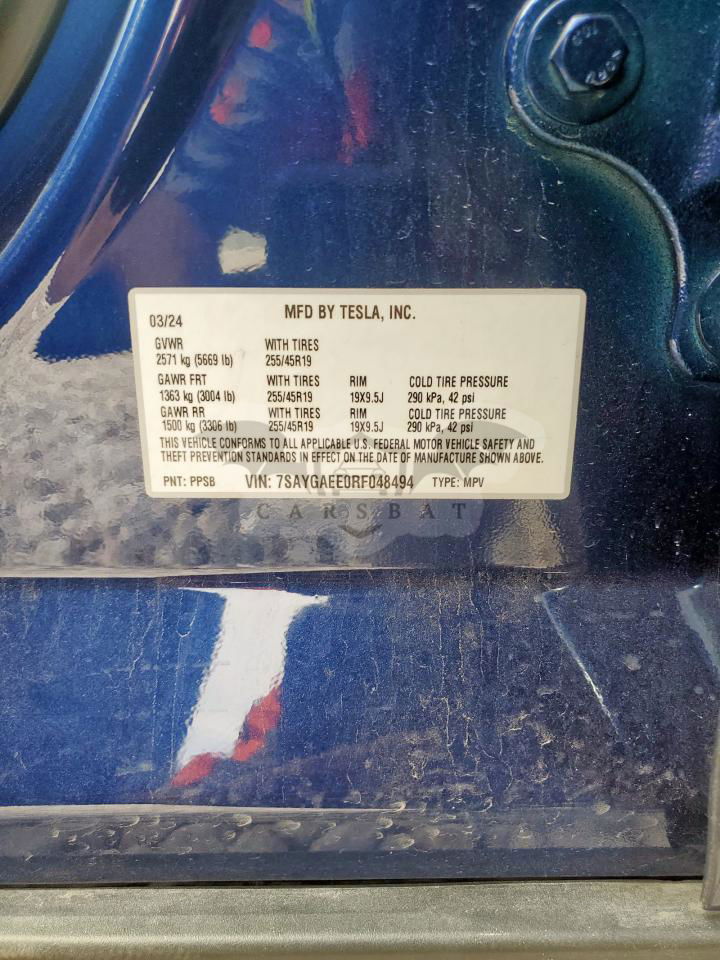 MFD BY TESLA, INC.
03/24
GVWR WITH TIRES
2571 kg (5669 lb) 255/45R19
GAWR FRT WITH TIRES RIM COLD TIRE PRESSURE
1363 kg (3004 lb) 255/45R19 19X9.5J 290 kPa, 42 psi
GAWR RR WITH TIRES RIM COLD TIRE PRESSURE
1500 kg (3306 lb) 255/45R19 19X9.5J 290 kPa, 42 psi
THIS VEHICLE CONFORMS TO ALL APPLICABLE U.S. FEDERAL MOTOR VEHICLE SAFETY AND
THEFT PREVENTION STANDARDS IN EFFECT ON THE DATE OF MANUFACTURE SHOWN ABOVE.
PNT: PPSB VIN: 7SAYGAEE0RF048494 TYPE: MPV
CARSBAT